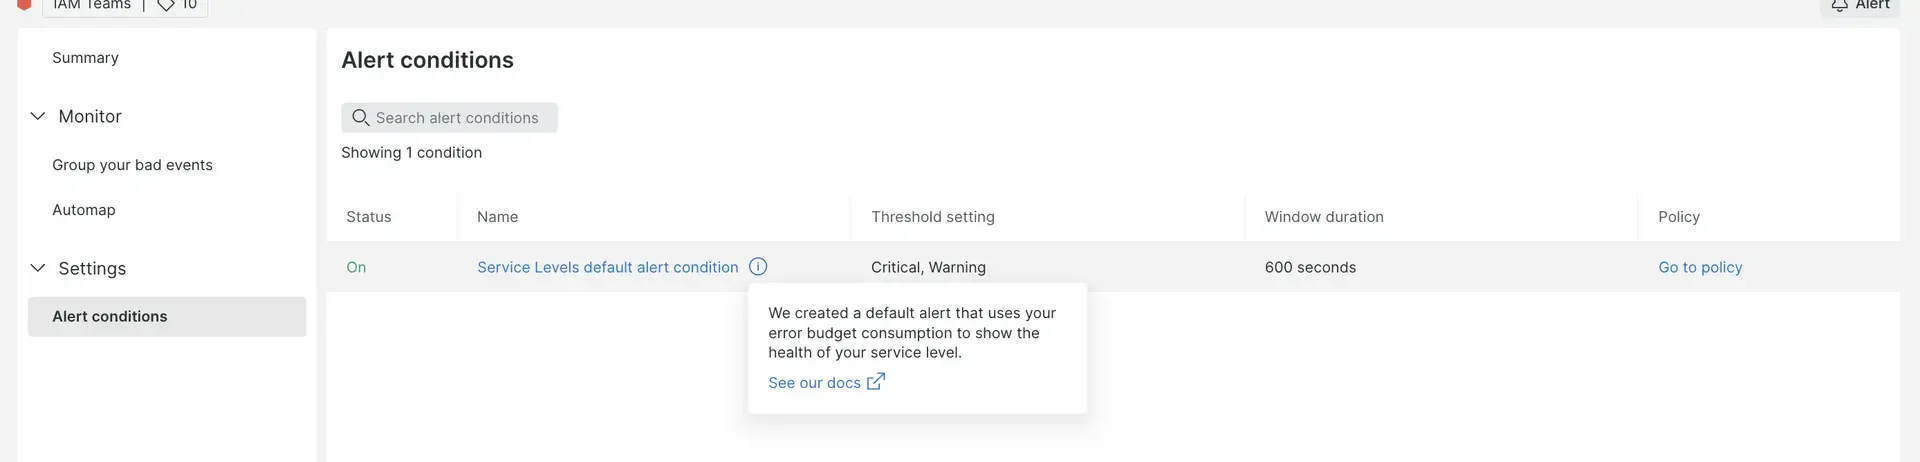 IAM Teams | 10
Alert
Summary
Monitor
Group your bad events
Automap
Settings
Alert conditions
Alert conditions
Search alert conditions
Showing 1 condition
Status Name Threshold setting Window duration Policy
On Service Levels default alert condition Critical, Warning 600 seconds Go to policy
We created a default alert that uses your
error budget consumption to show the
health of your service level.
See our docs